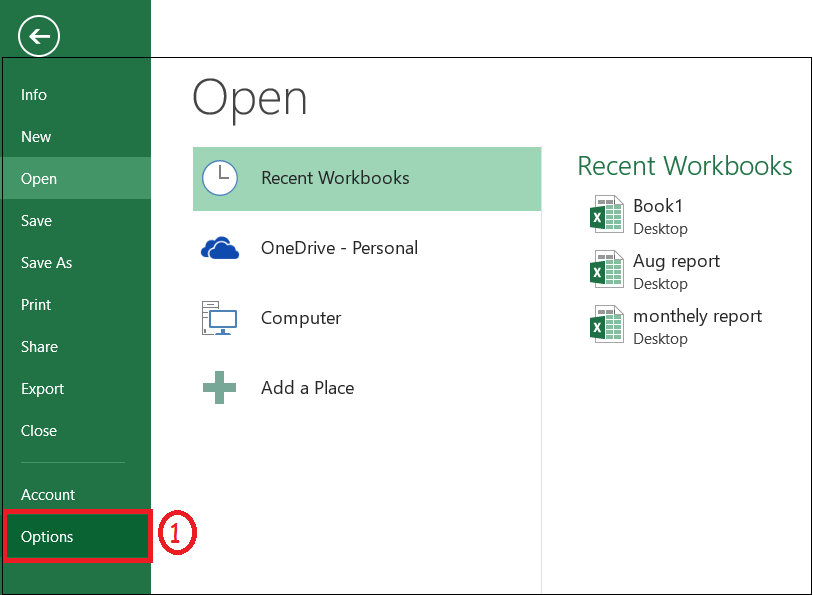 Info
New
Open
Save
Save As
Print
Share
Export
Close
Account
Options
1
Open
Recent Workbooks
OneDrive - Personal
Computer
Add a Place
Recent Workbooks
Book1
Desktop
Aug report
Desktop
monthely report
Desktop